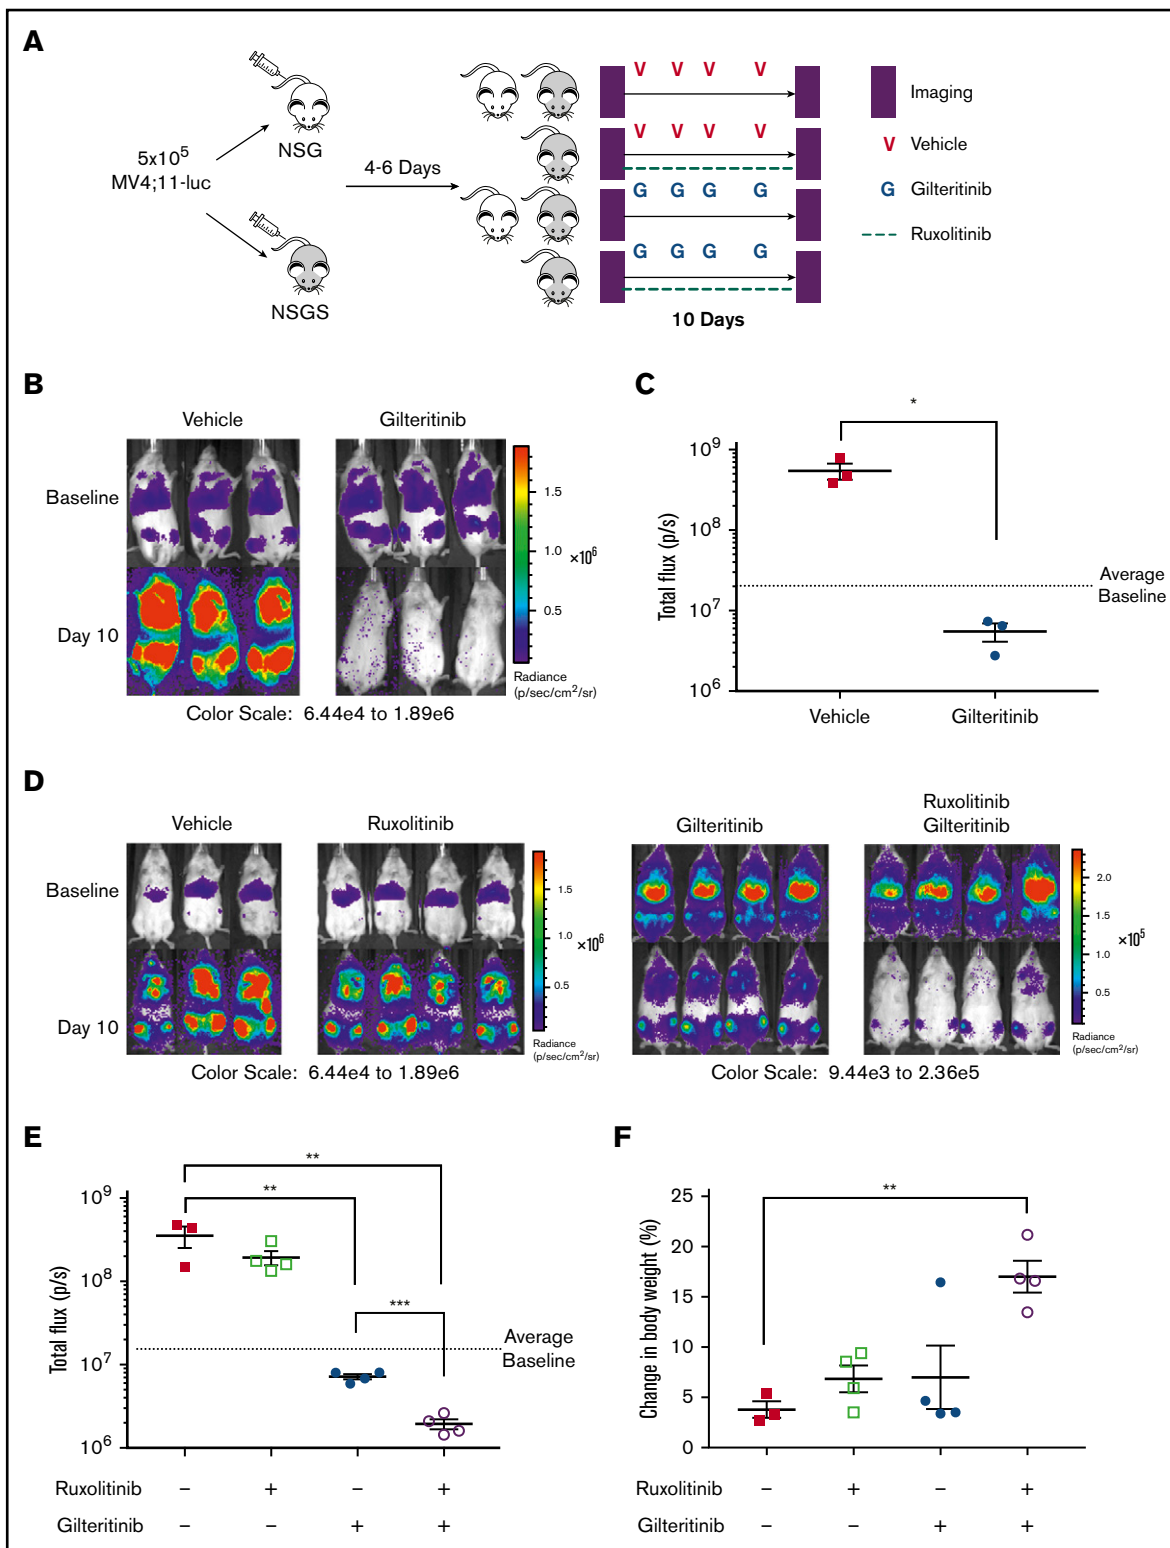 A
5x10⁵
MV4;11-luc
NSG
NSGS
4-6 Days
V V V V
V V V V
G G G G
G G G G
10 Days
Imaging
V Vehicle
G Gilteritinib
Ruxolitinib
B
Vehicle Gilteritinib
Baseline
Day 10
1.5
1.0
0.5
×10⁶
Radiance
(p/sec/cm²/sr)
Color Scale: 6.44e4 to 1.89e6
C
*
Total flux (p/s)
10⁹
10⁸
10⁷
10⁶
Average
Baseline
Vehicle Gilteritinib
D
Vehicle Ruxolitinib
Baseline
Day 10
1.5
1.0
0.5
×10⁶
Radiance
(p/sec/cm²/sr)
Color Scale: 6.44e4 to 1.89e6
Gilteritinib
Ruxolitinib
Gilteritinib
2.0
1.5
1.0
0.5
×10⁵
Radiance
(p/sec/cm²/sr)
Color Scale: 9.44e3 to 2.36e5
E
**
**
***
Total flux (p/s)
10⁹
10⁸
10⁷
10⁶
Average
Baseline
Ruxolitinib − + − +
Gilteritinib − − + +
F
**
Change in body weight (%)
25
20
15
10
5
0
Ruxolitinib − + − +
Gilteritinib − − + +